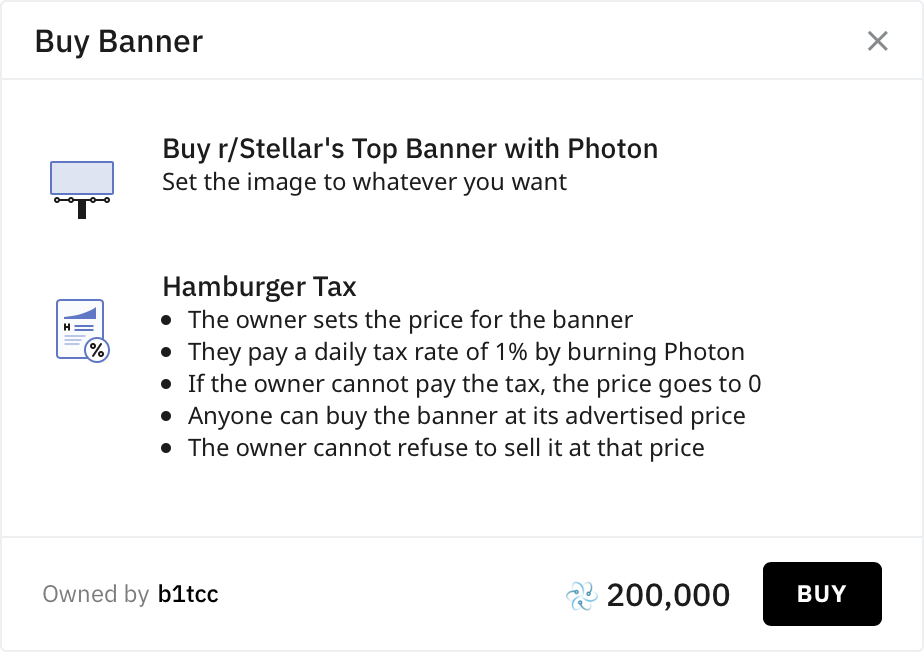 Buy Banner
Buy r/Stellar's Top Banner with Photon
Set the image to whatever you want
H
%
Hamburger Tax
• The owner sets the price for the banner
• They pay a daily tax rate of 1% by burning Photon
• If the owner cannot pay the tax, the price goes to 0
• Anyone can buy the banner at its advertised price
• The owner cannot refuse to sell it at that price
Owned by b1tcc
200,000
BUY